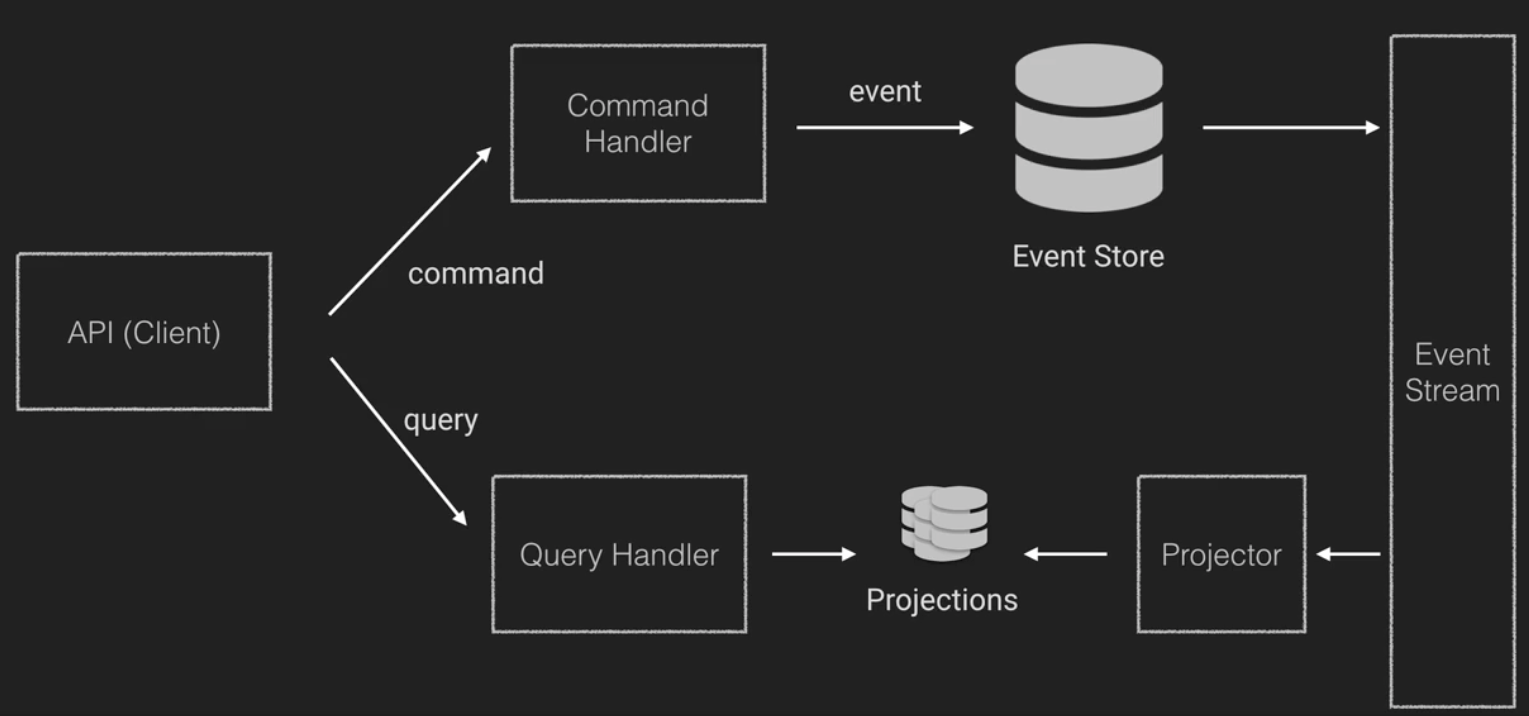 Command
Handler
event
Event Store
command
API (Client)
Event
Stream
query
Query Handler
Projections
Projector